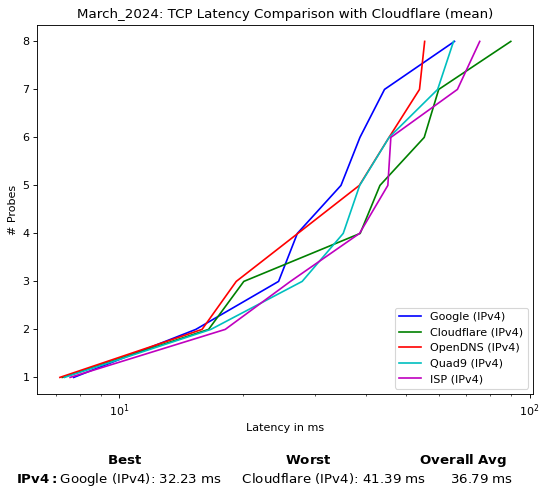 March_2024: TCP Latency Comparison with Cloudflare (mean)
8
7
6
5
4
3
2
1
# Probes
Google (IPv4)
Cloudflare (IPv4)
OpenDNS (IPv4)
Quad9 (IPv4)
ISP (IPv4)
10¹ 10²
Latency in ms
Best Worst Overall Avg
IPv4: Google (IPv4): 32.23 ms Cloudflare (IPv4): 41.39 ms 36.79 ms